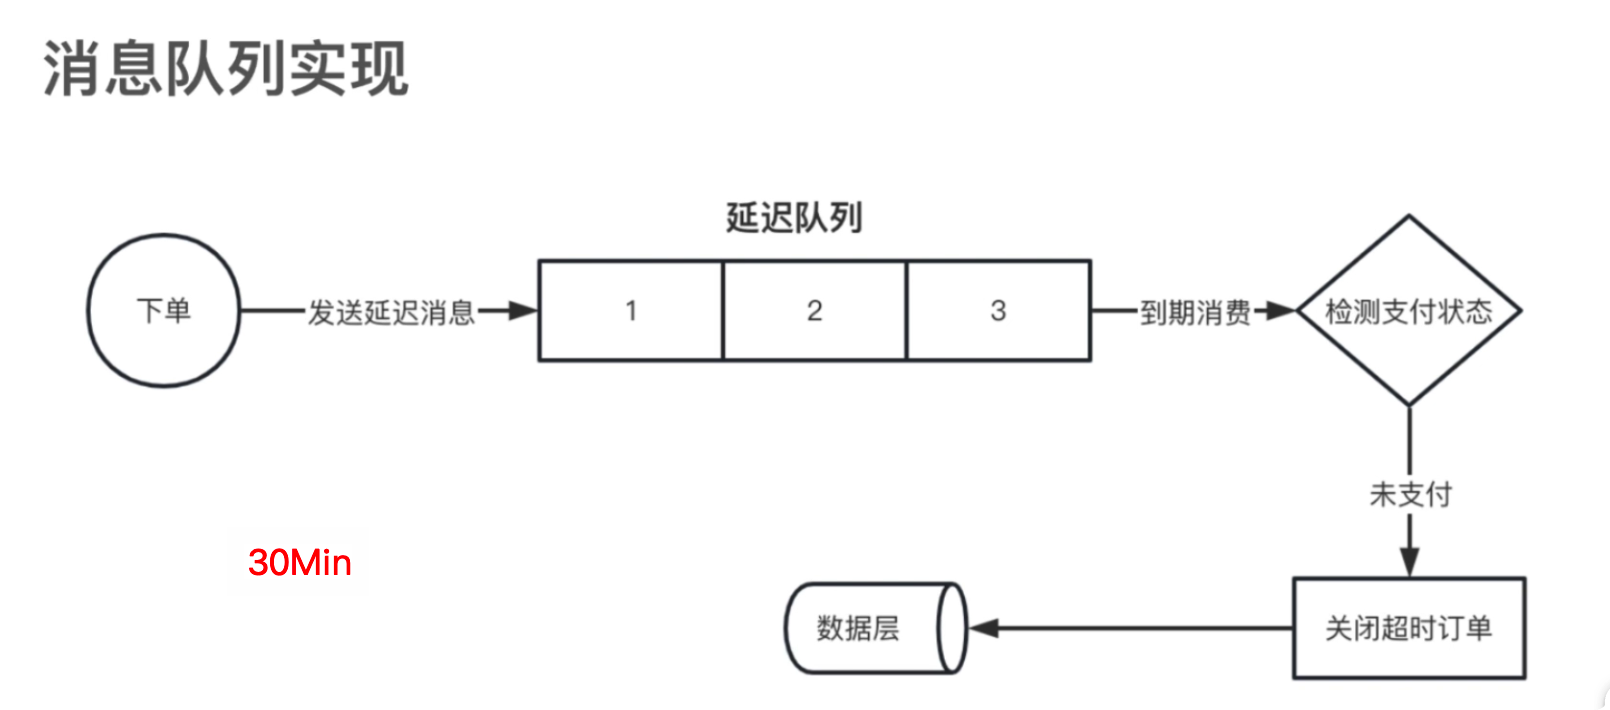 消息队列实现
延迟队列
下单
发送延迟消息
1
2
3
到期消费
检测支付状态
未支付
30Min
数据层
关闭超时订单